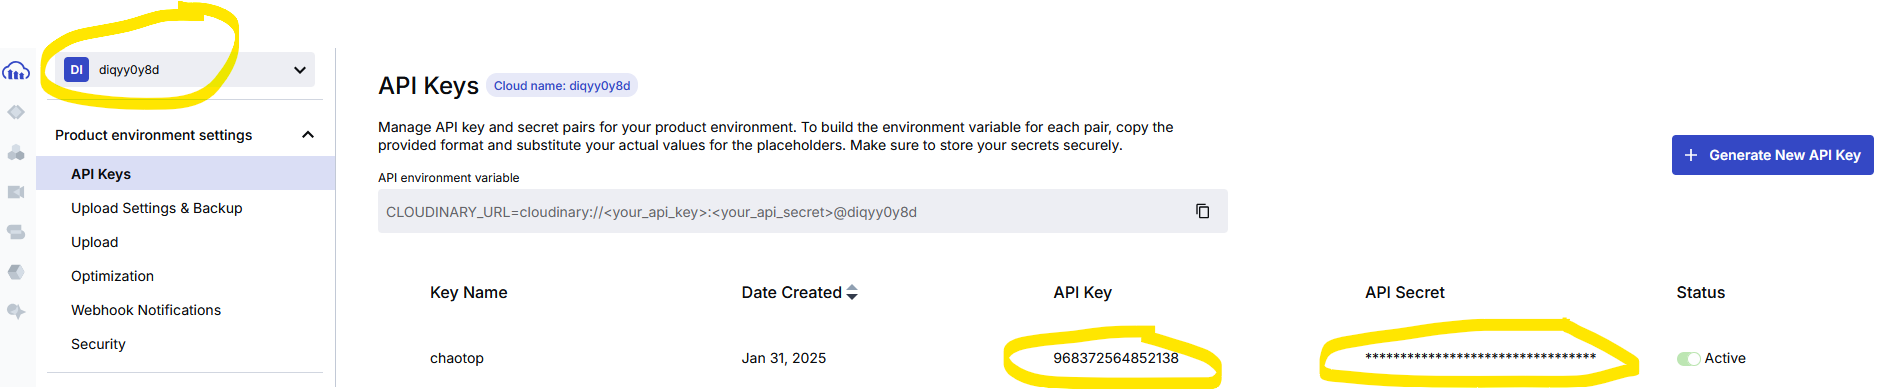 DI diqyy0y8d
Product environment settings
API Keys
Upload Settings & Backup
Upload
Optimization
Webhook Notifications
Security
API Keys Cloud name: diqyy0y8d
Manage API key and secret pairs for your product environment. To build the environment variable for each pair, copy the
provided format and substitute your actual values for the placeholders. Make sure to store your secrets securely.
Generate New API Key
API environment variable
CLOUDINARY_URL=cloudinary://<your_api_key>:<your_api_secret>@diqyy0y8d
Key Name Date Created API Key API Secret Status
chaotop Jan 31, 2025 968372564852138 ********************************* Active